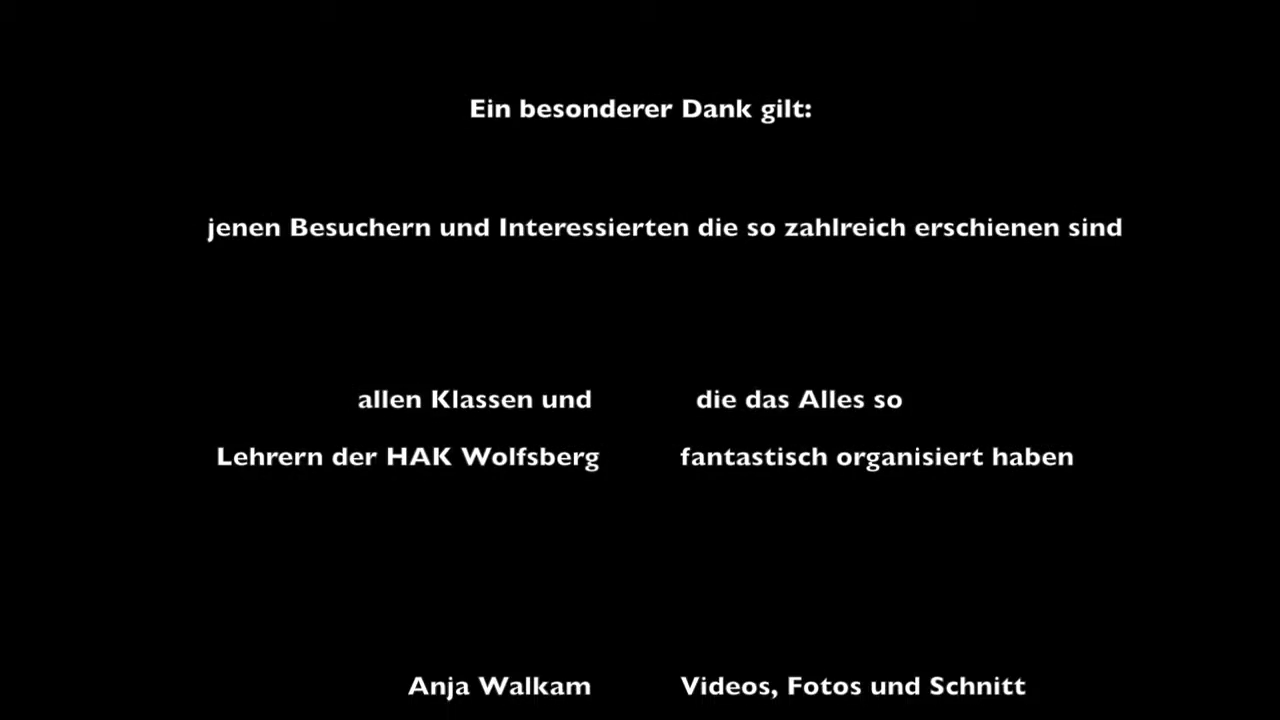 Ein besonderer Dank gilt:
jenen Besuchern und Interessierten die so zahlreich erschienen sind
allen Klassen und die das Alles so
Lehrern der HAK Wolfsberg fantastisch organisiert haben
Anja Walkam Videos, Fotos und Schnitt